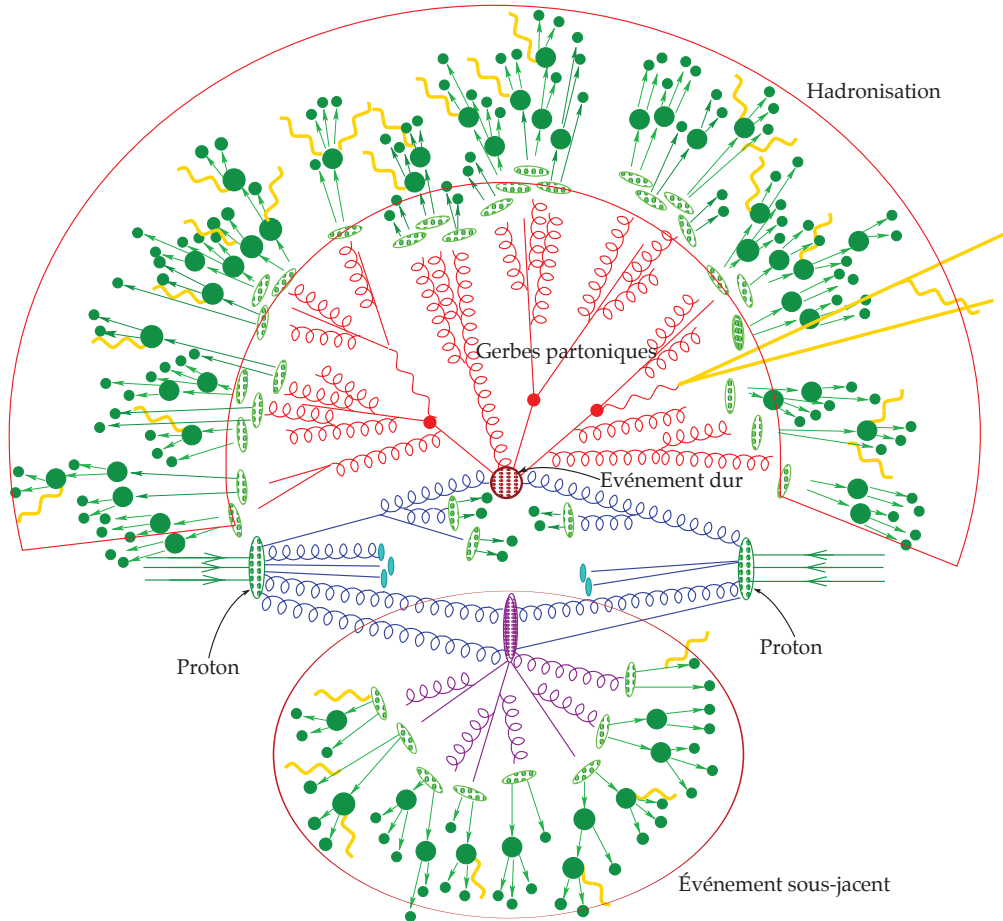 Hadronisation
Gerbes partoniques
Evénement dur
Proton
Proton
Événement sous-jacent